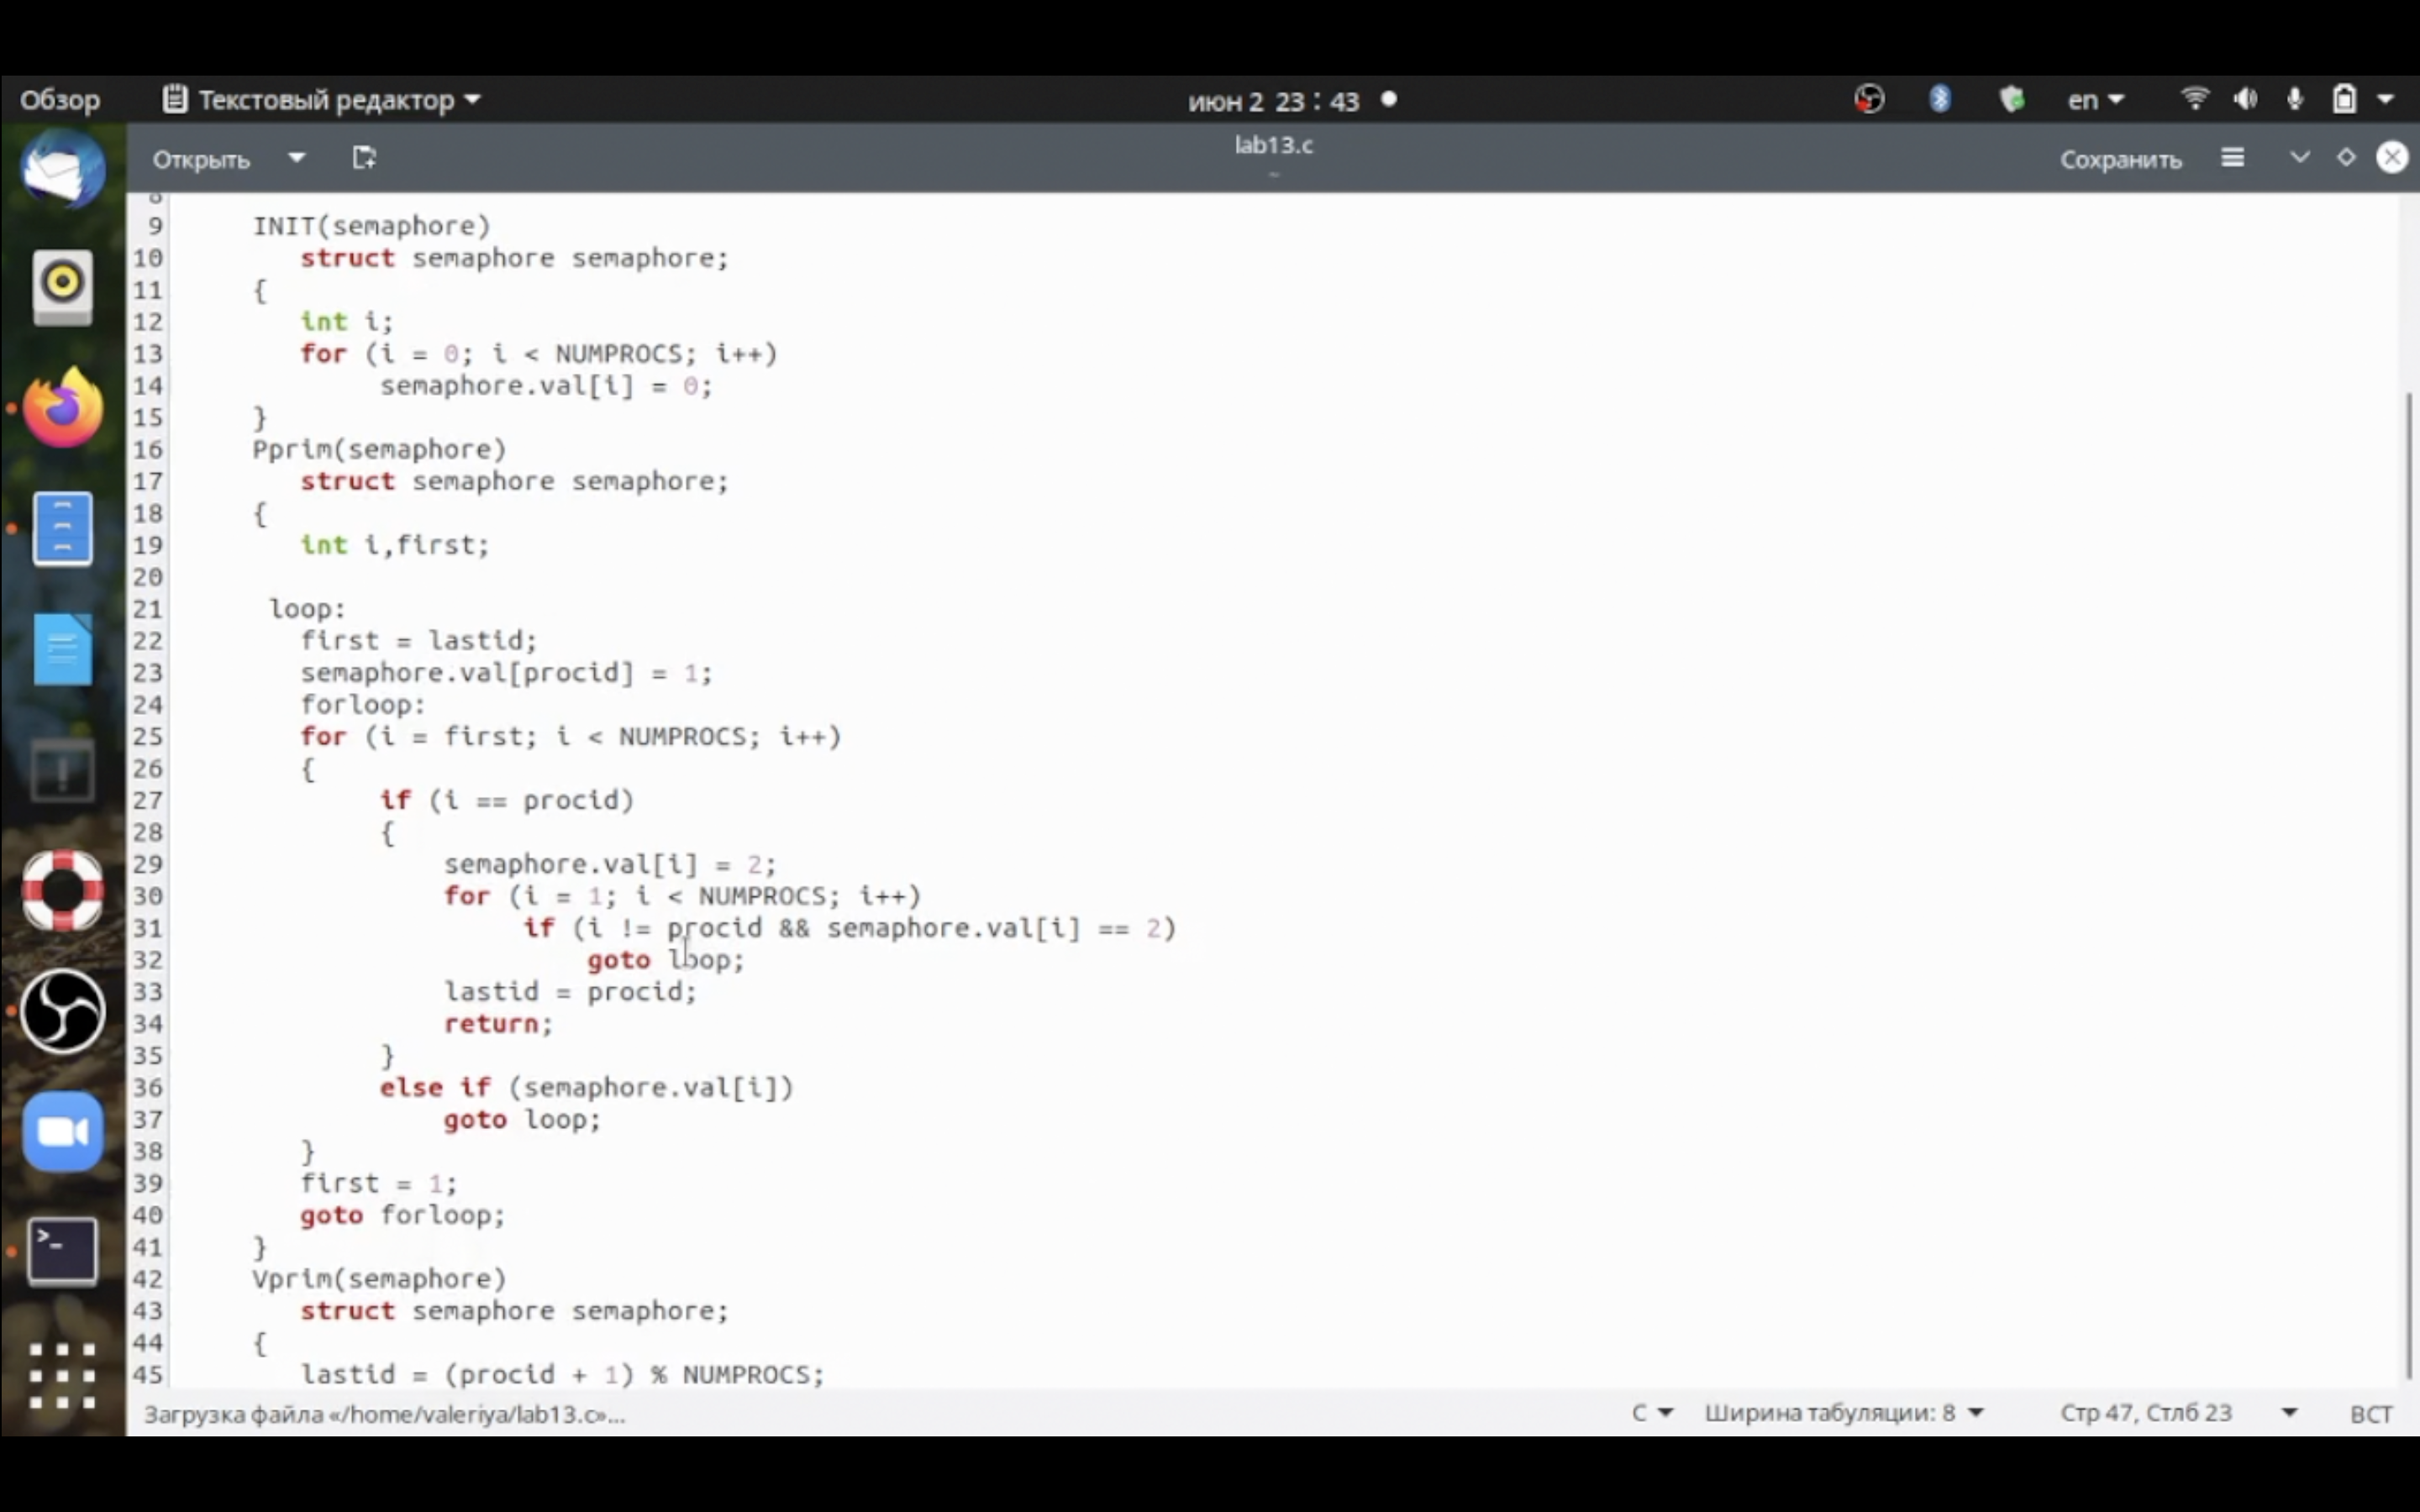 Обзор Текстовый редактор июн 2 23 : 43 en
Открыть lab13.c Сохранить
~
8
9 INIT(semaphore)
10 struct semaphore semaphore;
11 {
12 int i;
13 for (i = 0; i < NUMPROCS; i++)
14 semaphore.val[i] = 0;
15 }
16 Pprim(semaphore)
17 struct semaphore semaphore;
18 {
19 int i,first;
20
21 loop:
22 first = lastid;
23 semaphore.val[procid] = 1;
24 forloop:
25 for (i = first; i < NUMPROCS; i++)
26 {
27 if (i == procid)
28 {
29 semaphore.val[i] = 2;
30 for (i = 1; i < NUMPROCS; i++)
31 if (i != procid && semaphore.val[i] == 2)
32 goto loop;
33 lastid = procid;
34 return;
35 }
36 else if (semaphore.val[i])
37 goto loop;
38 }
39 first = 1;
40 goto forloop;
41 }
42 Vprim(semaphore)
43 struct semaphore semaphore;
44 {
45 lastid = (procid + 1) % NUMPROCS;
Загрузка файла «/home/valeriya/lab13.c»... C Ширина табуляции: 8 Стр 47, Стлб 23 ВСТ